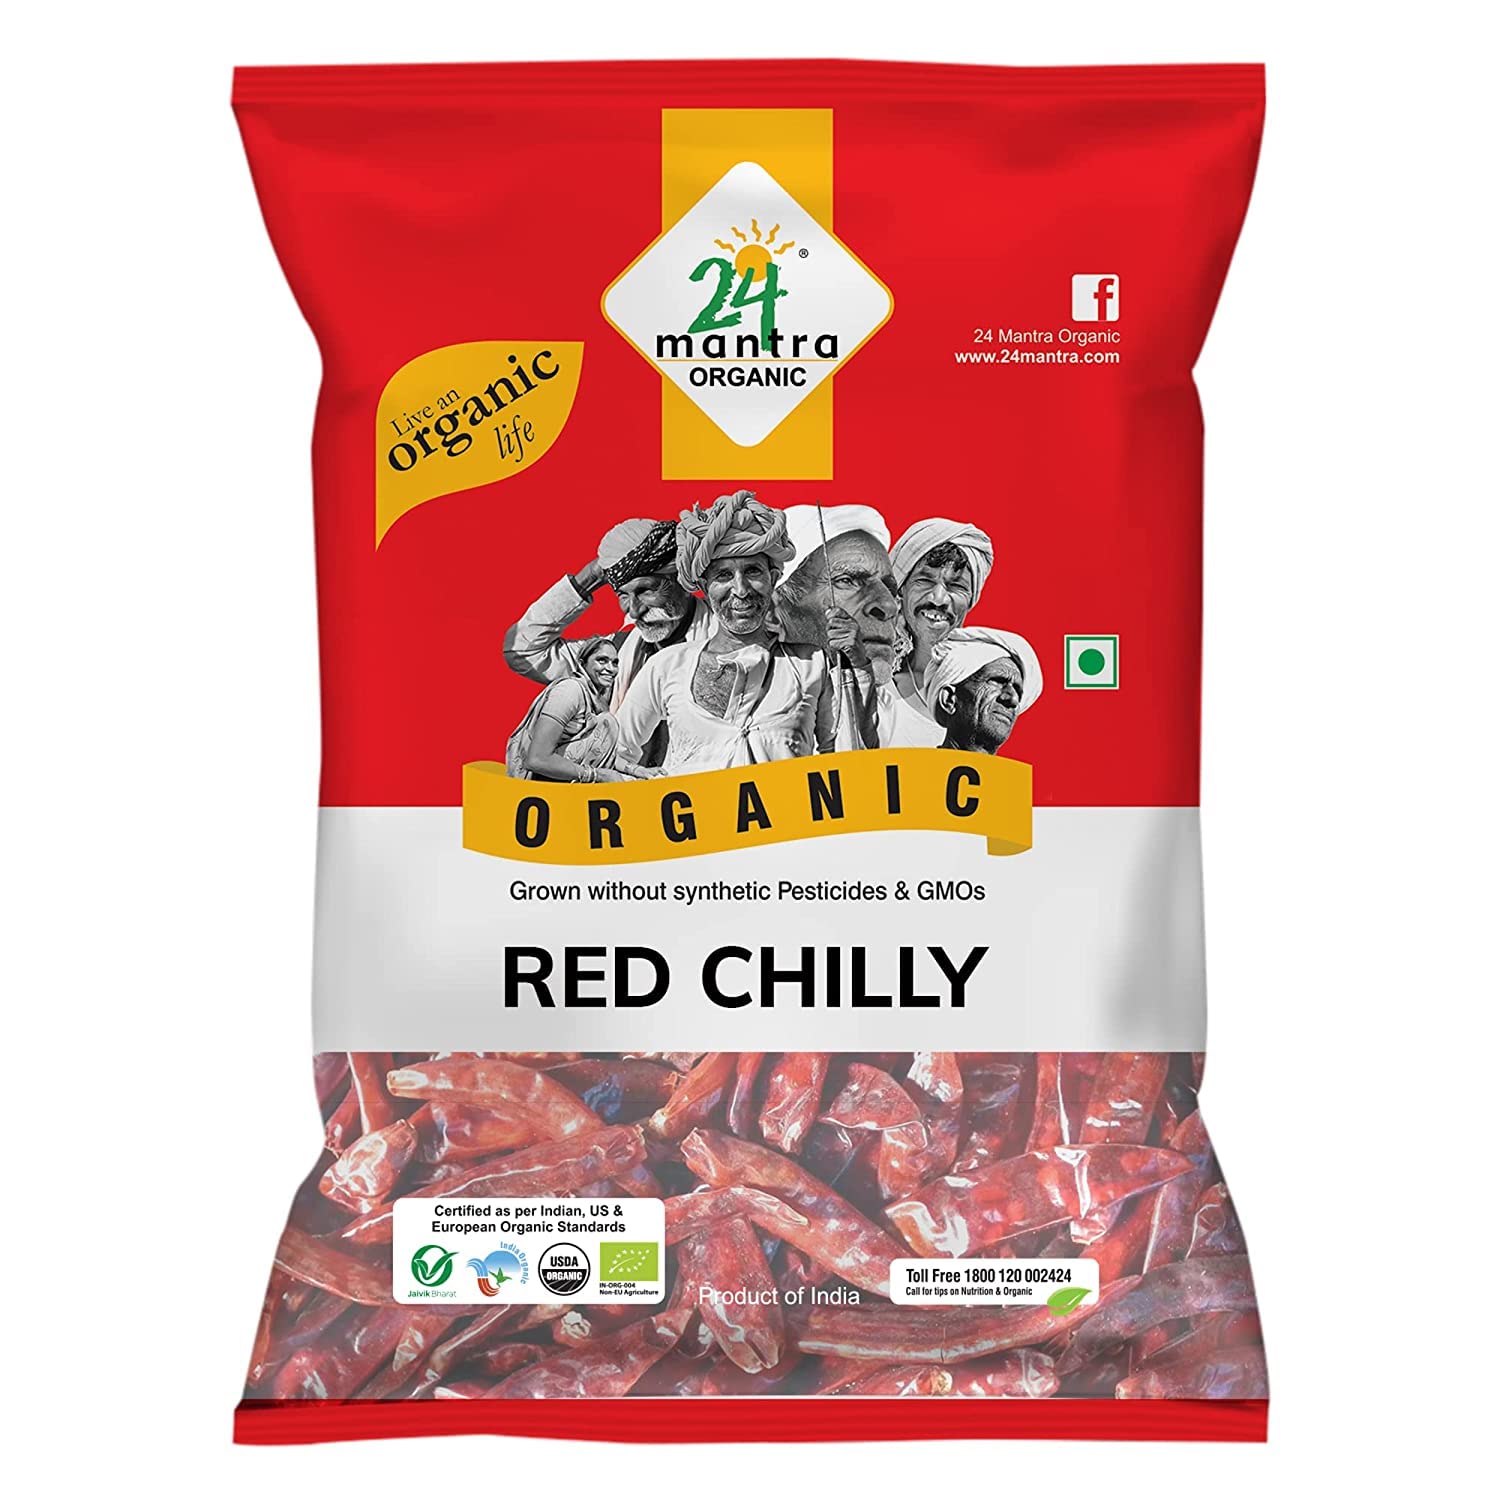 24
®
mantra
ORGANIC
f
24 Mantra Organic
www.24mantra.com
Live an
organic
life
ORGANIC
Grown without synthetic Pesticides & GMOs
RED CHILLY
Certified as per Indian, US &
European Organic Standards
Jaivik Bharat
India Organic
USDA
ORGANIC
IN-ORG-004
Non-EU Agriculture
Product of India
Toll Free 1800 120 002424
Call for tips on Nutrition & Organic